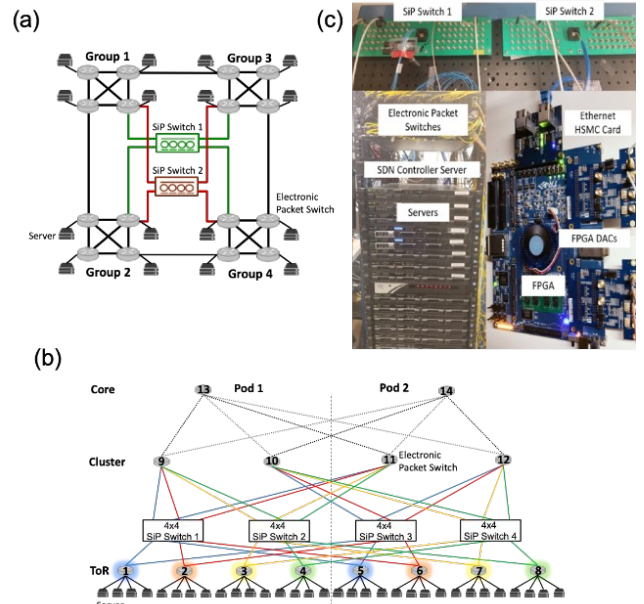 (a)
Group 1
Group 3
SiP Switch 1
SiP Switch 2
Electronic
Packet Switch
Server
Group 2
Group 4
(c)
SiP Switch 1
SiP Switch 2
Electronic Packet
Switches
SDN Controller Server
Servers
Ethernet
HSMC Card
FPGA DACs
FPGA
(b)
Core
13
Pod 1
Pod 2
14
Cluster
9
10
11
Electronic
Packet Switch
12
4x4
SiP Switch 1
4x4
SiP Switch 2
4x4
SiP Switch 3
4x4
SiP Switch 4
ToR
1
2
3
4
5
6
7
8
Server